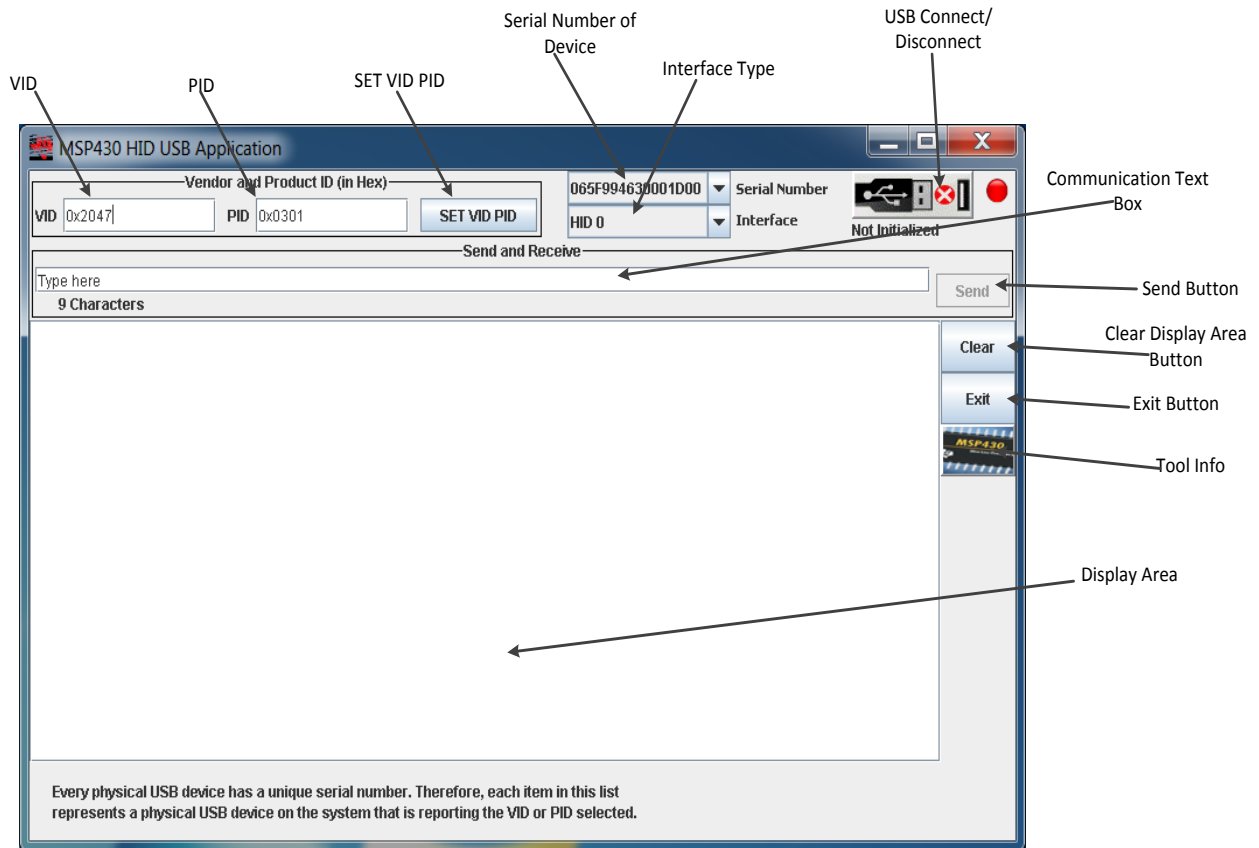 Serial Number of
Device
USB Connect/
Disconnect
Interface Type
VID
PID
SET VID PID
MSP430 HID USB Application
Vendor and Product ID (in Hex)
VID 0x2047 PID 0x0301 SET VID PID
065F994630001D00 Serial Number
HID 0 Interface
Not Initialized
Communication Text
Box
Send and Receive
Type here
9 Characters
Send
Send Button
Clear
Clear Display Area
Button
Exit
Exit Button
MSP430
Tool Info
Display Area
Every physical USB device has a unique serial number. Therefore, each item in this list
represents a physical USB device on the system that is reporting the VID or PID selected.